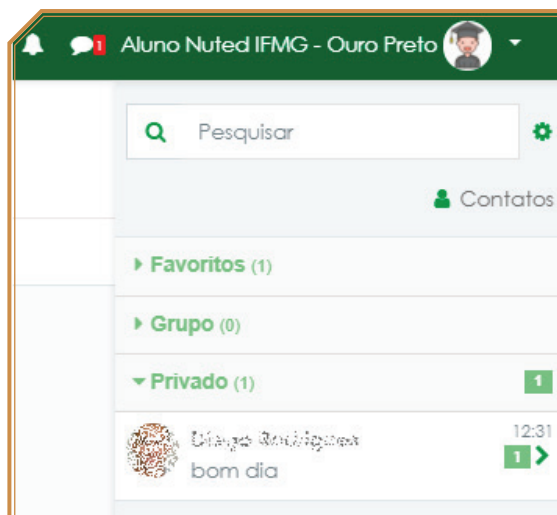 1 Aluno Nuted IFMG - Ouro Preto
Pesquisar
Contatos
Favoritos (1)
Grupo (0)
Privado (1) 1
12:31
bom dia 1